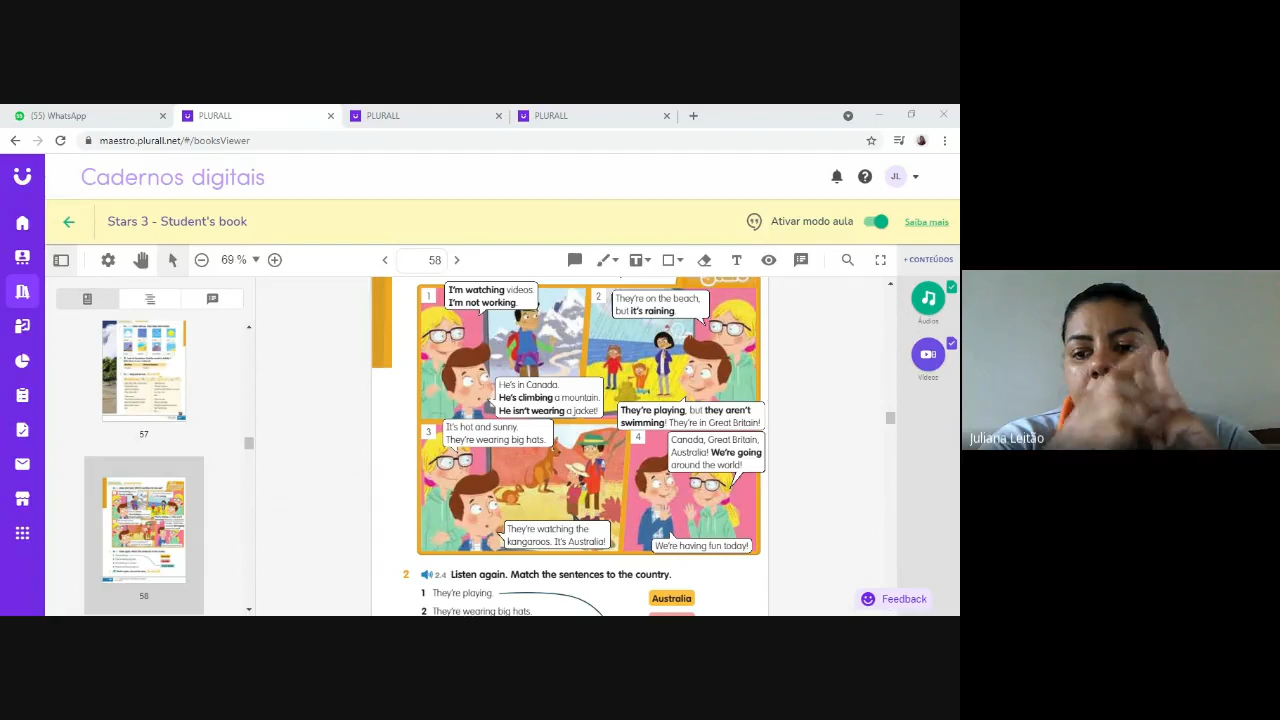 (55) WhatsApp
PLURALL
PLURALL
PLURALL
maestro.plurall.net/#/booksViewer
Cadernos digitais
JL
Stars 3 - Student's book
Ativar modo aula
Saiba mais
69 %
58
+ CONTEÚDOS
57
58
1
I'm watching videos.
I'm not working.
2
They're on the beach,
but it's raining.
He's in Canada.
He's climbing a mountain.
He isn't wearing a jacket!
They're playing, but they aren't
swimming! They're in Great Britain!
3
It's hot and sunny.
They're wearing big hats.
4
Canada, Great Britain,
Australia! We're going
around the world!
They're watching the
kangaroos. It's Australia!
We're having fun today!
2 2.4 Listen again. Match the sentences to the country.
1 They're playing.
Australia
2 They're wearing big hats.
Áudios
Vídeos
Feedback
Juliana Leitão